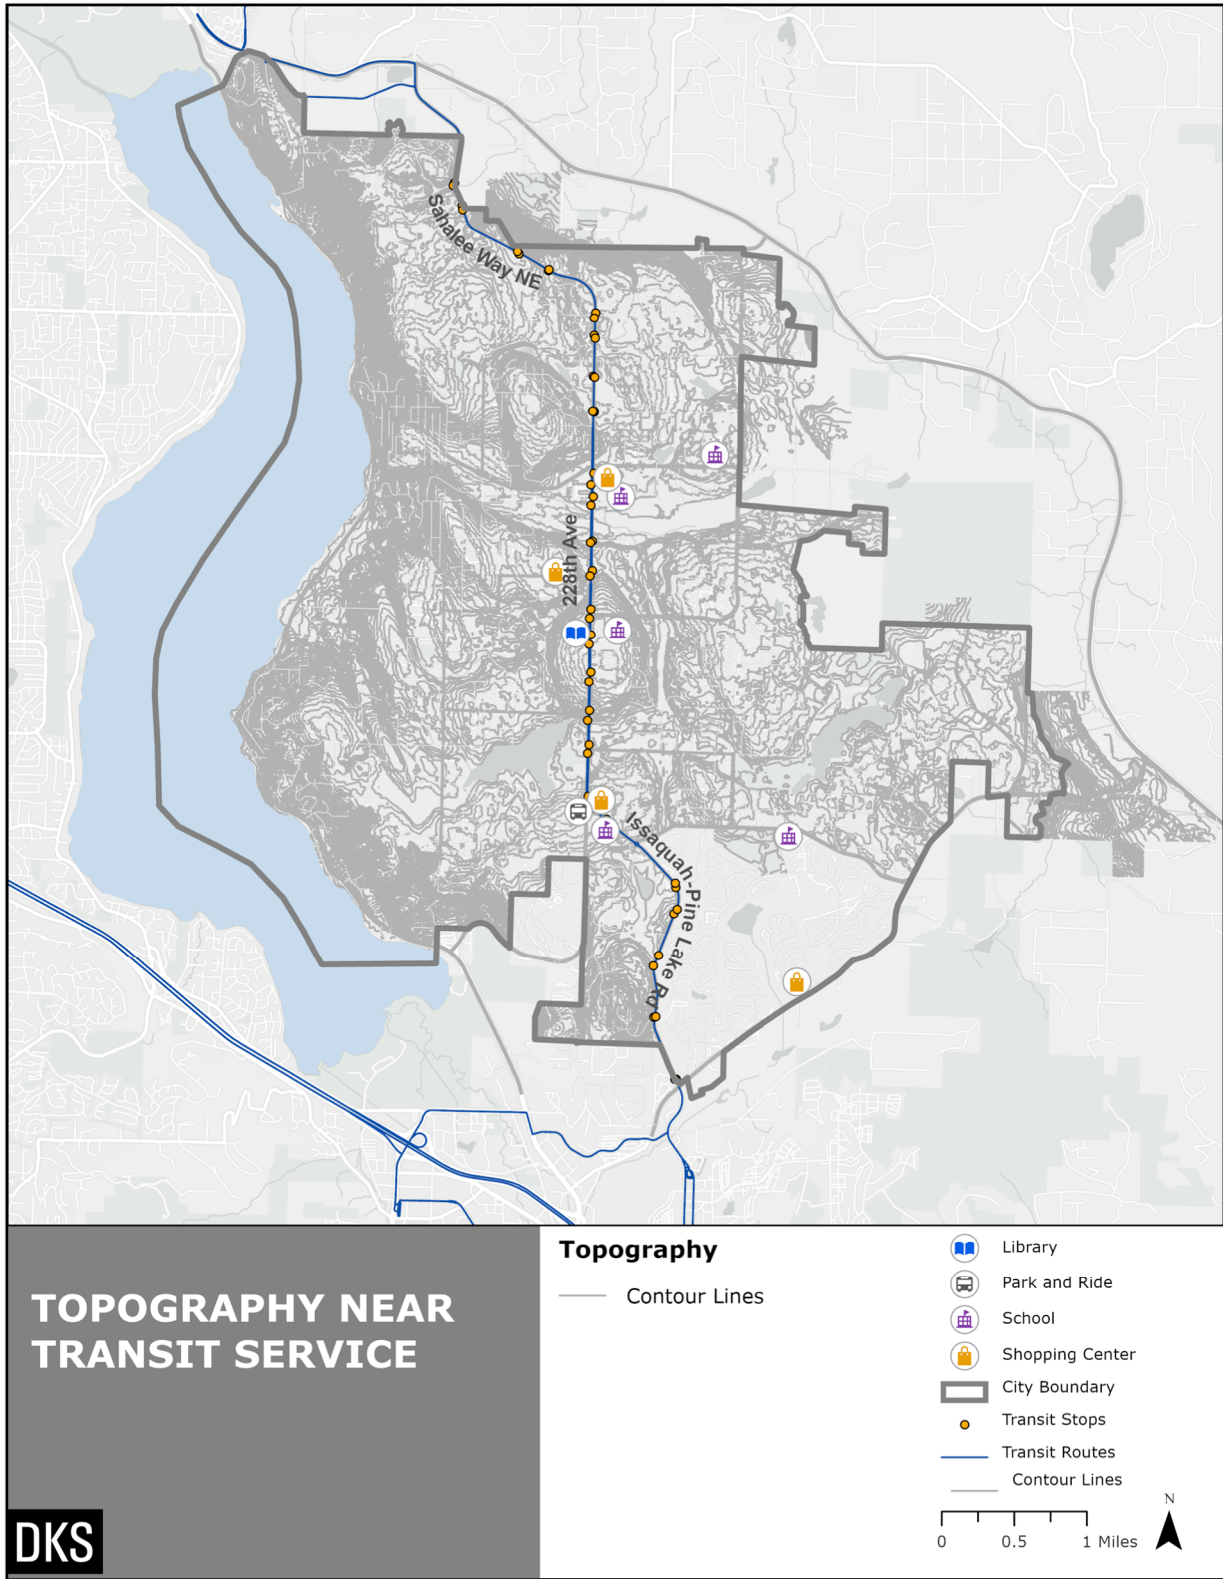 Sahalee Way NE
228th Ave
Issaquah-Pine Lake Rd
TOPOGRAPHY NEAR
TRANSIT SERVICE
DKS
Topography
Contour Lines
Library
Park and Ride
School
Shopping Center
City Boundary
Transit Stops
Transit Routes
Contour Lines
N
0 0.5 1 Miles